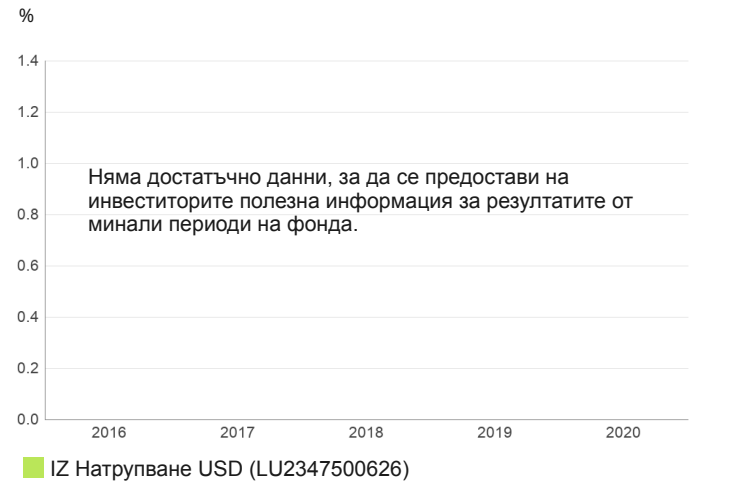 %
1.4
1.2
1.0
Няма достатъчно данни, за да се предостави на
инвеститорите полезна информация за резултатите от
0.8
минали периоди на фонда.
0.6
0.4
0.2
0.0
2016 2017 2018 2019 2020
IZ Натрупване USD (LU2347500626)